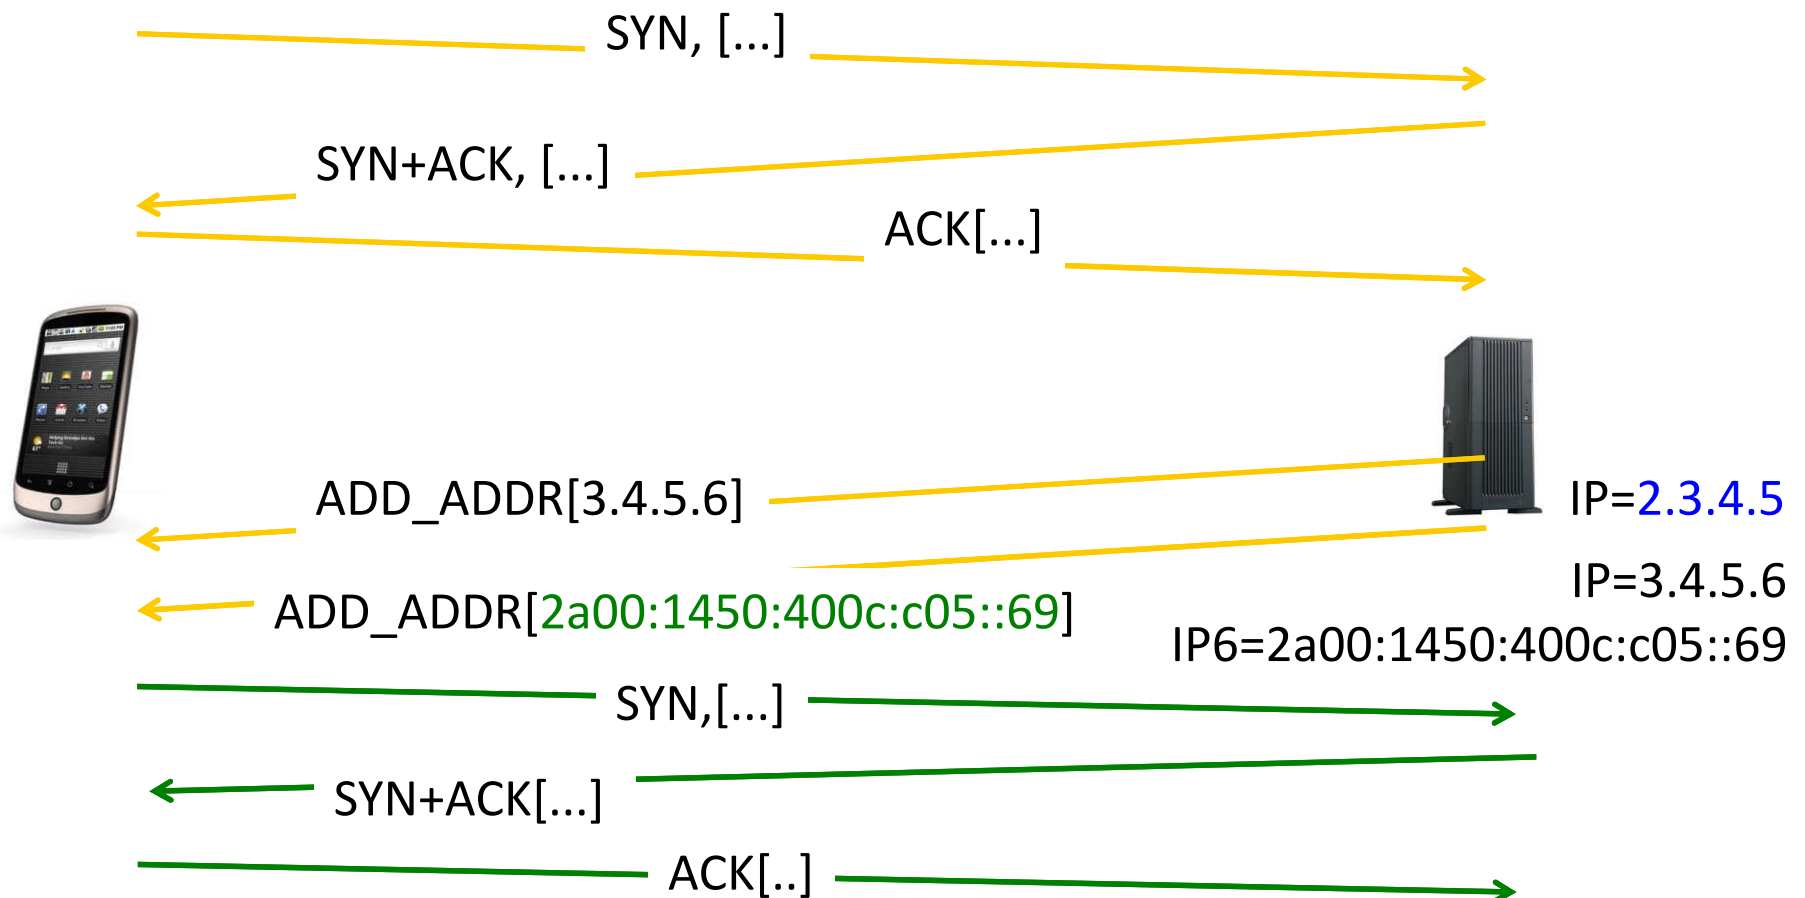 SYN, [...]
SYN+ACK, [...]
ACK[...]
ADD_ADDR[3.4.5.6]
IP=2.3.4.5
IP=3.4.5.6
ADD_ADDR[2a00:1450:400c:c05::69]
IP6=2a00:1450:400c:c05::69
SYN,[...]
SYN+ACK[...]
ACK[..]